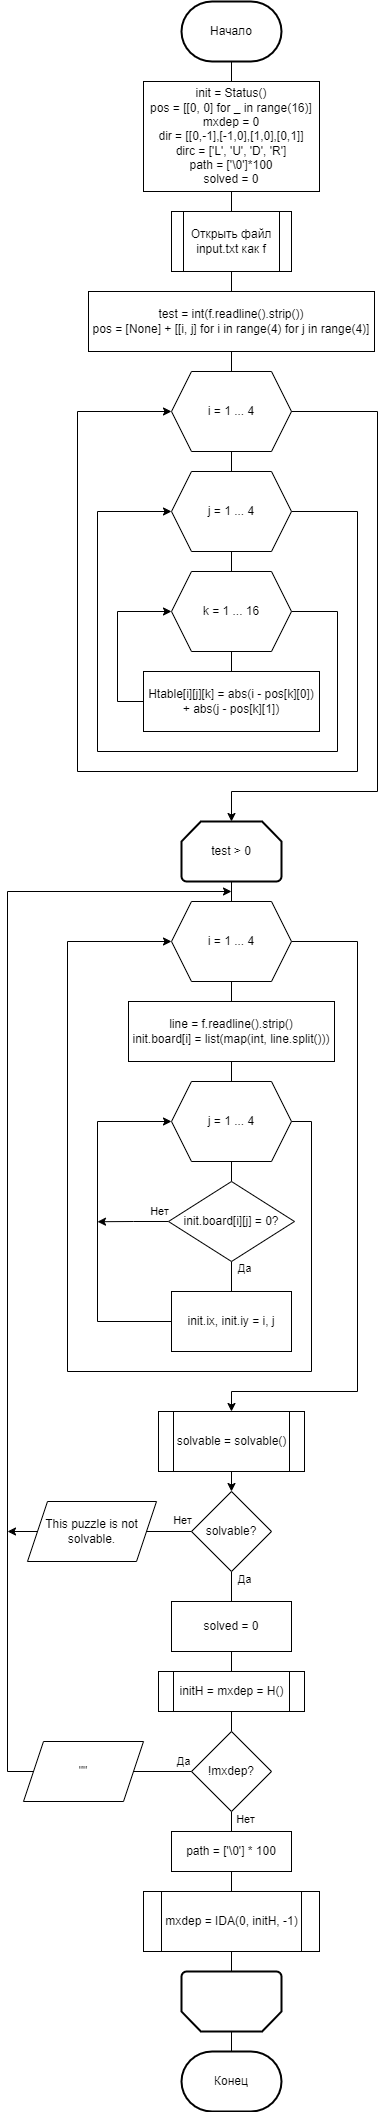 Начало
init = Status()
pos = [[0, 0] for _ in range(16)]
mxdep = 0
dir = [[0,-1],[-1,0],[1,0],[0,1]]
dirc = ['L', 'U', 'D', 'R']
path = ['\0']*100
solved = 0
Открыть файл
input.txt как f
test = int(f.readline().strip())
pos = [None] + [[i, j] for i in range(4) for j in range(4)]
i = 1 ... 4
j = 1 ... 4
k = 1 ... 16
Htable[i][j][k] = abs(i - pos[k][0])
+ abs(j - pos[k][1])
test > 0
i = 1 ... 4
line = f.readline().strip()
init.board[i] = list(map(int, line.split()))
j = 1 ... 4
Нет
init.board[i][j] = 0?
Да
init.ix, init.iy = i, j
solvable = solvable()
This puzzle is not
solvable.
Нет
solvable?
Да
solved = 0
initH = mxdep = H()
""
Да
!mxdep?
Нет
path = ['\0'] * 100
mxdep = IDA(0, initH, -1)
Конец